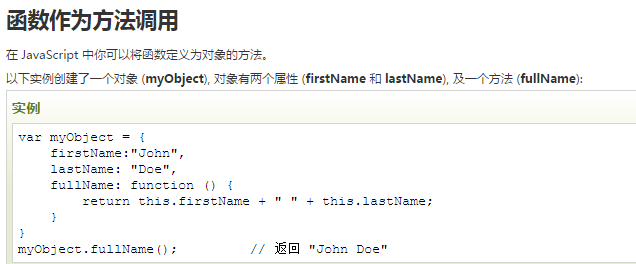 函数作为方法调用
在 JavaScript 中你可以将函数定义为对象的方法。
以下实例创建了一个对象 (myObject), 对象有两个属性 (firstName 和 lastName), 及一个方法 (fullName):
实例
var myObject = {
    firstName:"John",
    lastName: "Doe",
    fullName: function () {
        return this.firstName + " " + this.lastName;
    }
}
myObject.fullName();         // 返回 "John Doe"